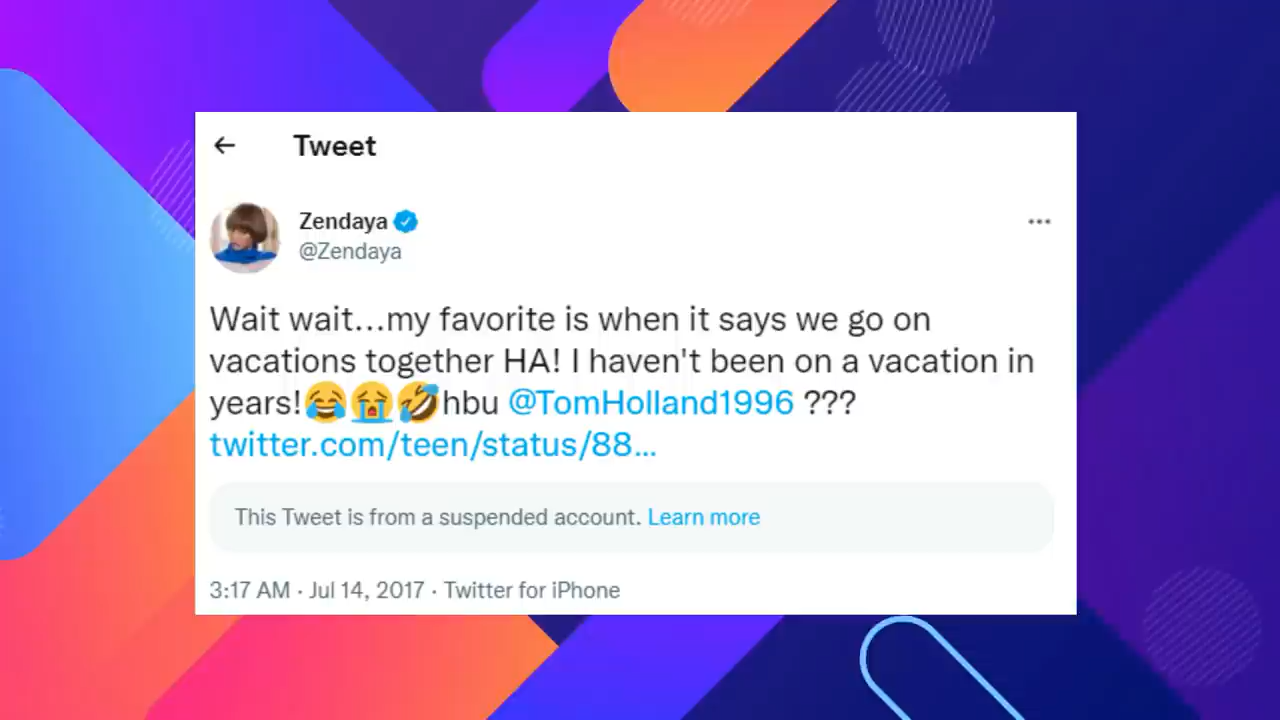 Tweet
Zendaya
@Zendaya
Wait wait...my favorite is when it says we go on
vacations together HA! I haven't been on a vacation in
years!😂😭🤣hbu @TomHolland1996 ???
twitter.com/teen/status/88...
This Tweet is from a suspended account. Learn more
3:17 AM · Jul 14, 2017 · Twitter for iPhone